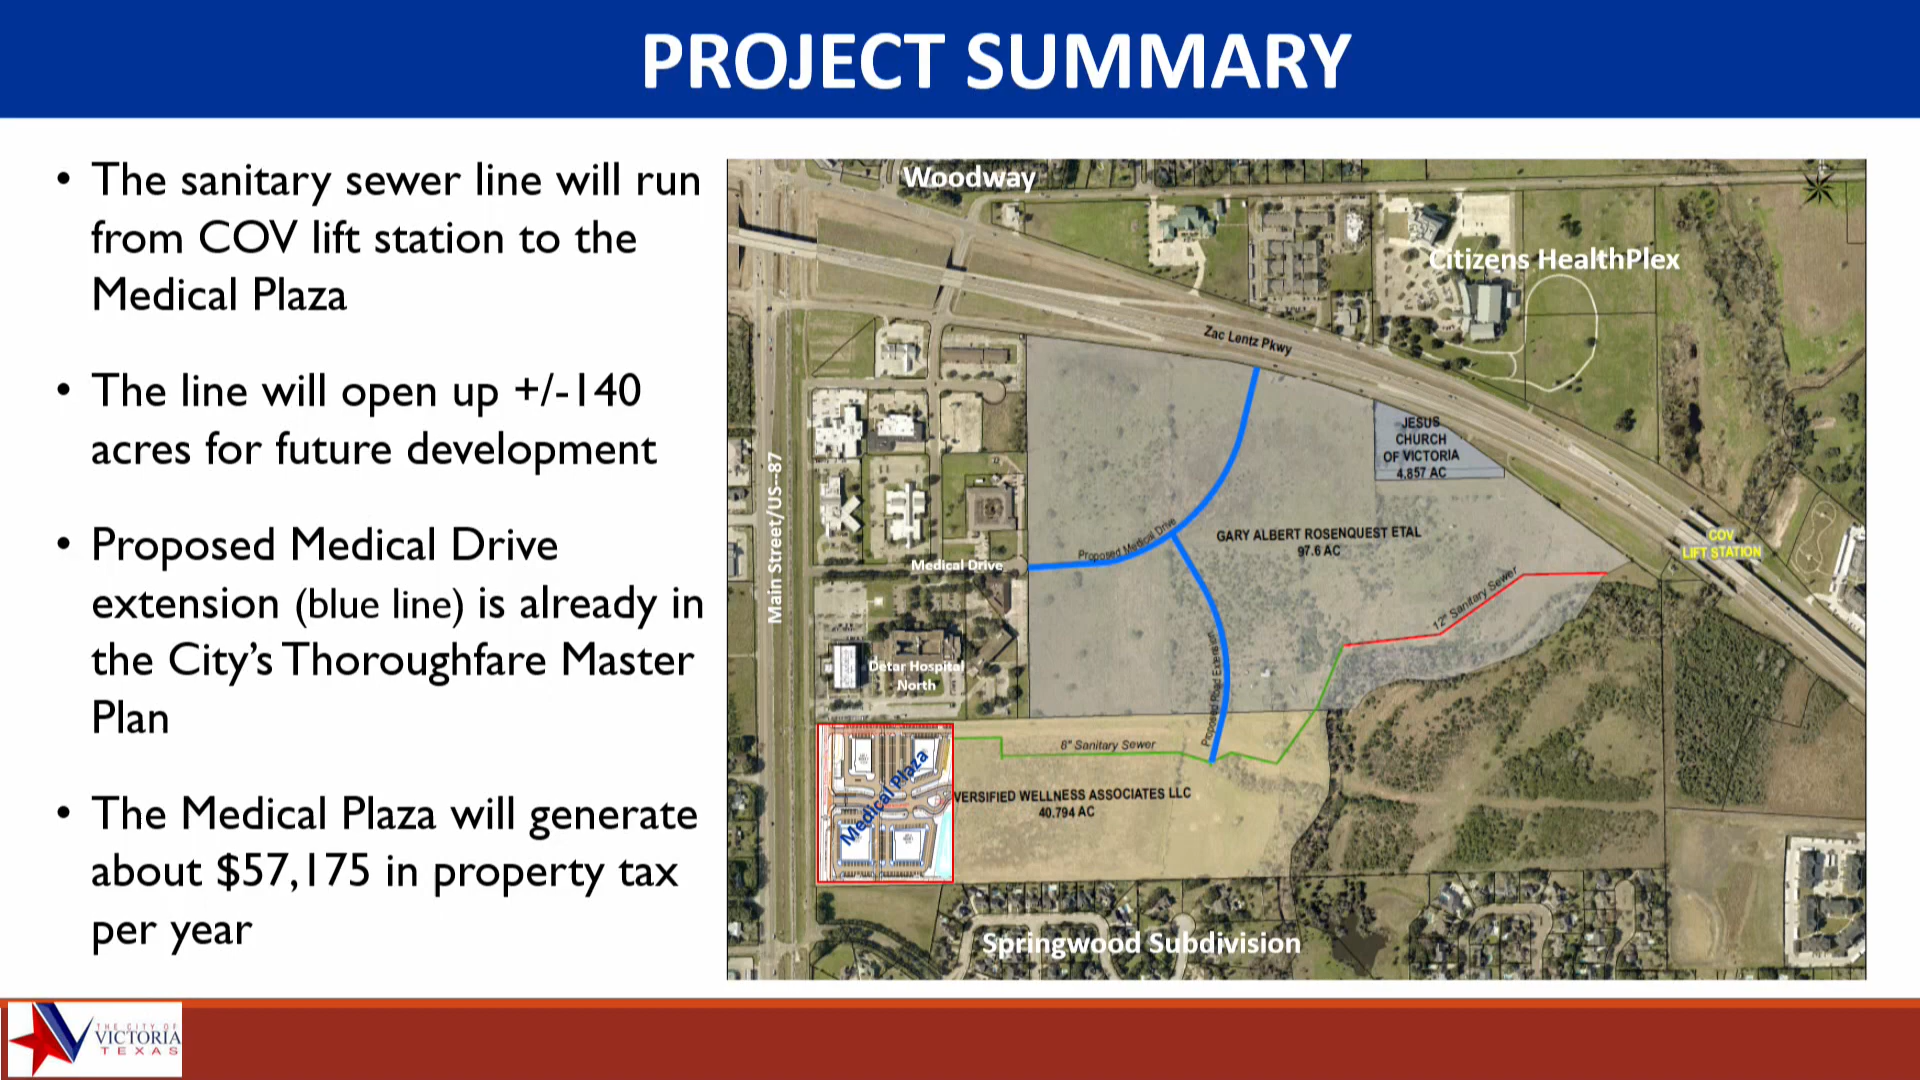 PROJECT SUMMARY
• The sanitary sewer line will run
from COV lift station to the
Medical Plaza
• The line will open up +/-140
acres for future development
• Proposed Medical Drive
extension (blue line) is already in
the City’s Thoroughfare Master
Plan
• The Medical Plaza will generate
about $57,175 in property tax
per year
Woodway
Citizens HealthPlex
Zac Lentz Pkwy
JESUS
CHURCH
OF VICTORIA
4.857 AC
Main Street/US--87
GARY ALBERT ROSENQUEST ETAL
97.6 AC
COV
LIFT STATION
Proposed Medical Drive
Medical Drive
12" Sanitary Sewer
Detar Hospital
North
Proposed Road Extension
8" Sanitary Sewer
Medical Plaza
VERSIFIED WELLNESS ASSOCIATES LLC
40.794 AC
Springwood Subdivision
THE CITY OF
VICTORIA
TEXAS